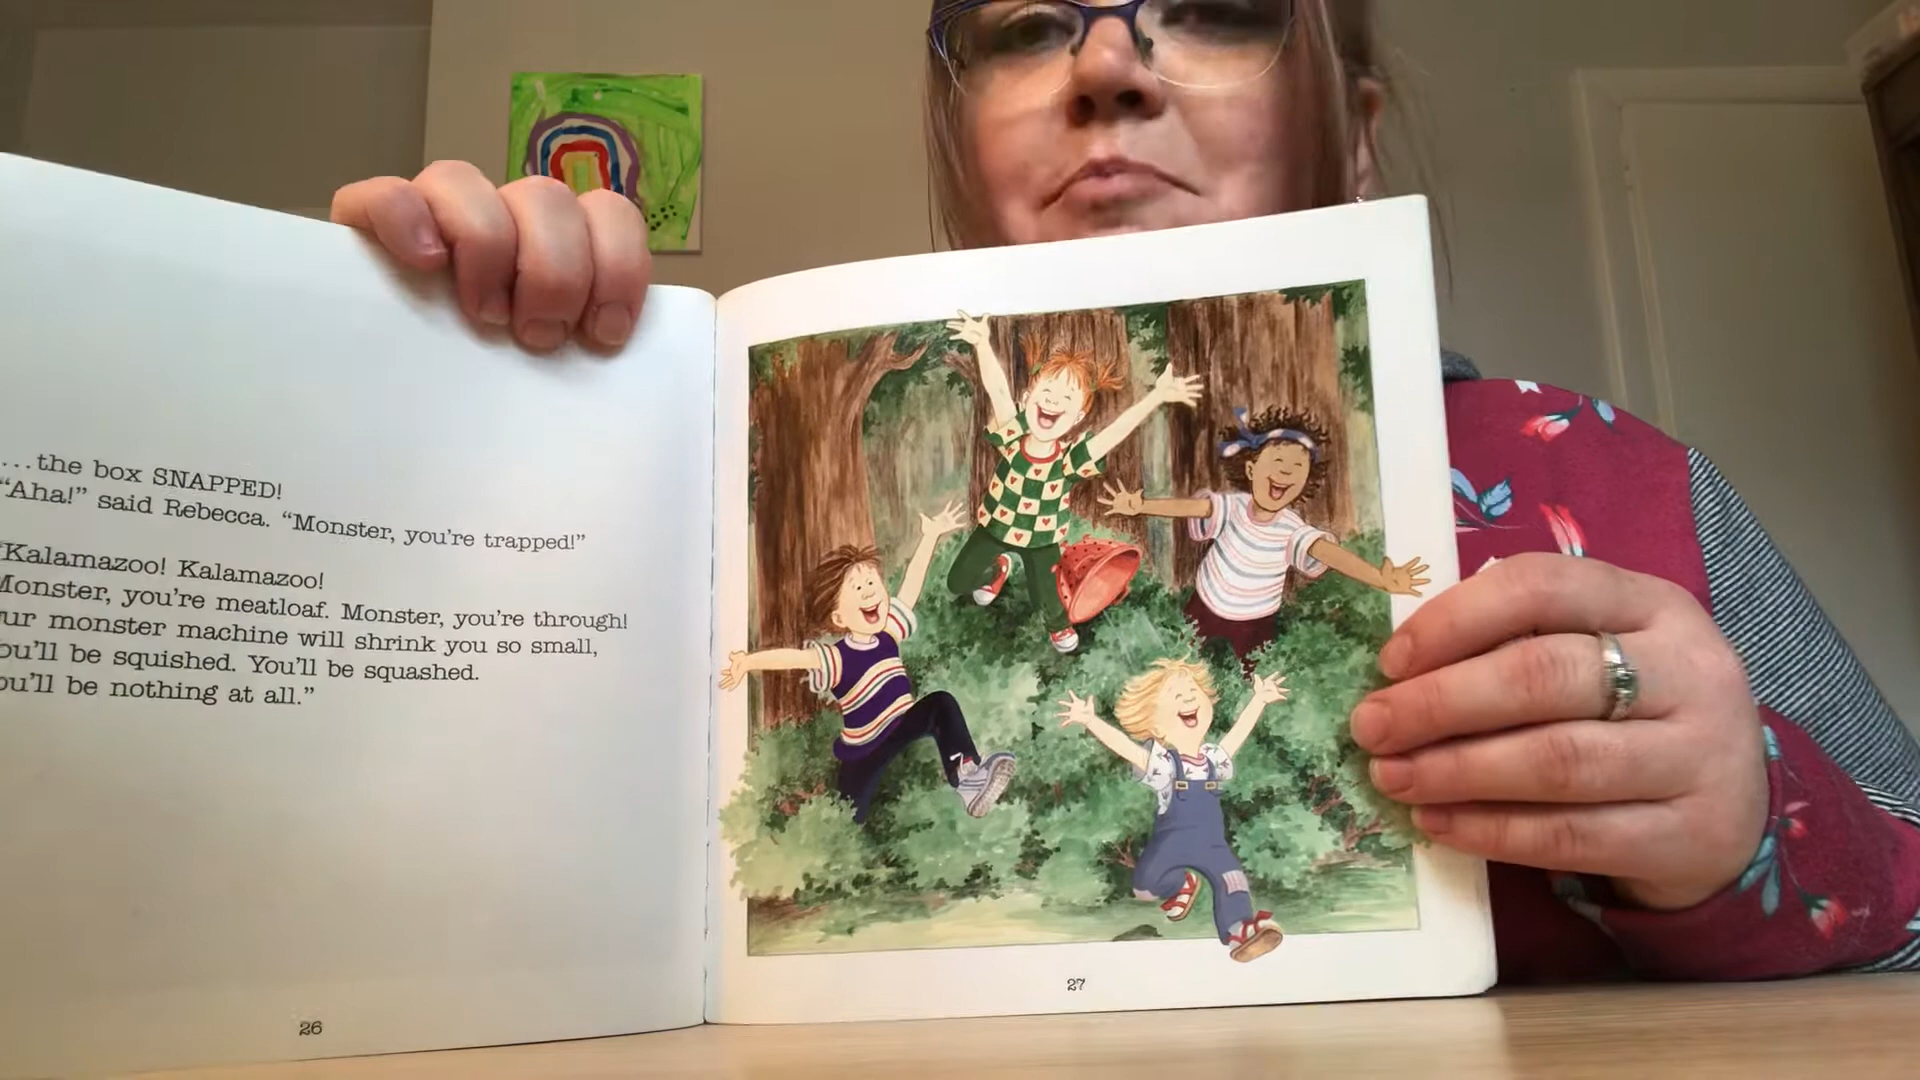 ...the box SNAPPED!
“Aha!” said Rebecca. “Monster, you’re trapped!”
“Kalamazoo! Kalamazoo!
Monster, you’re meatloaf. Monster, you’re through!
ur monster machine will shrink you so small,
ou’ll be squished. You’ll be squashed.
ou’ll be nothing at all.”
26
27